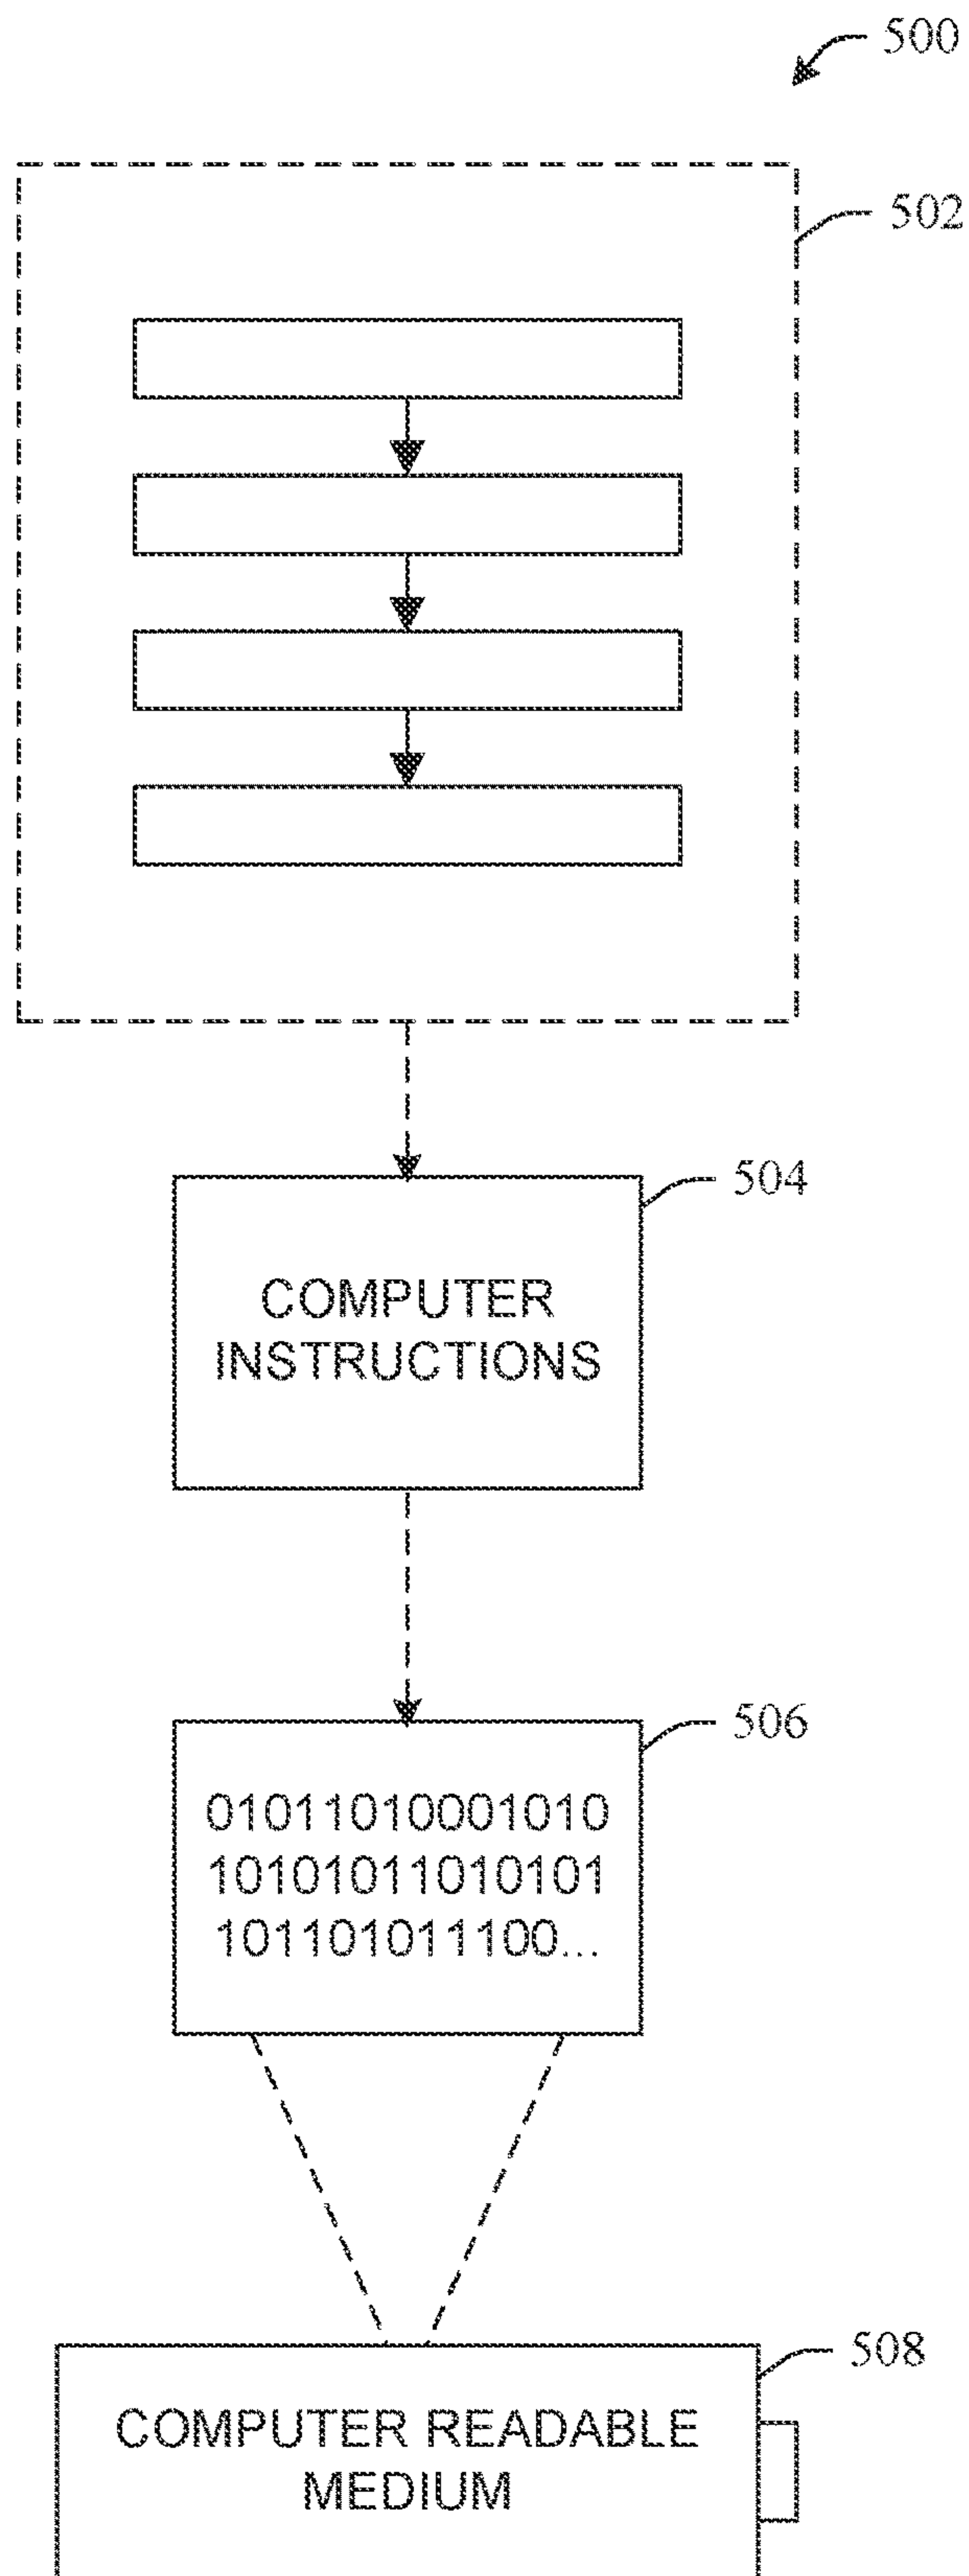 500
502
504
COMPUTER
INSTRUCTIONS
506
01011010001010
10101011010101
101101011100...
508
COMPUTER READABLE
MEDIUM